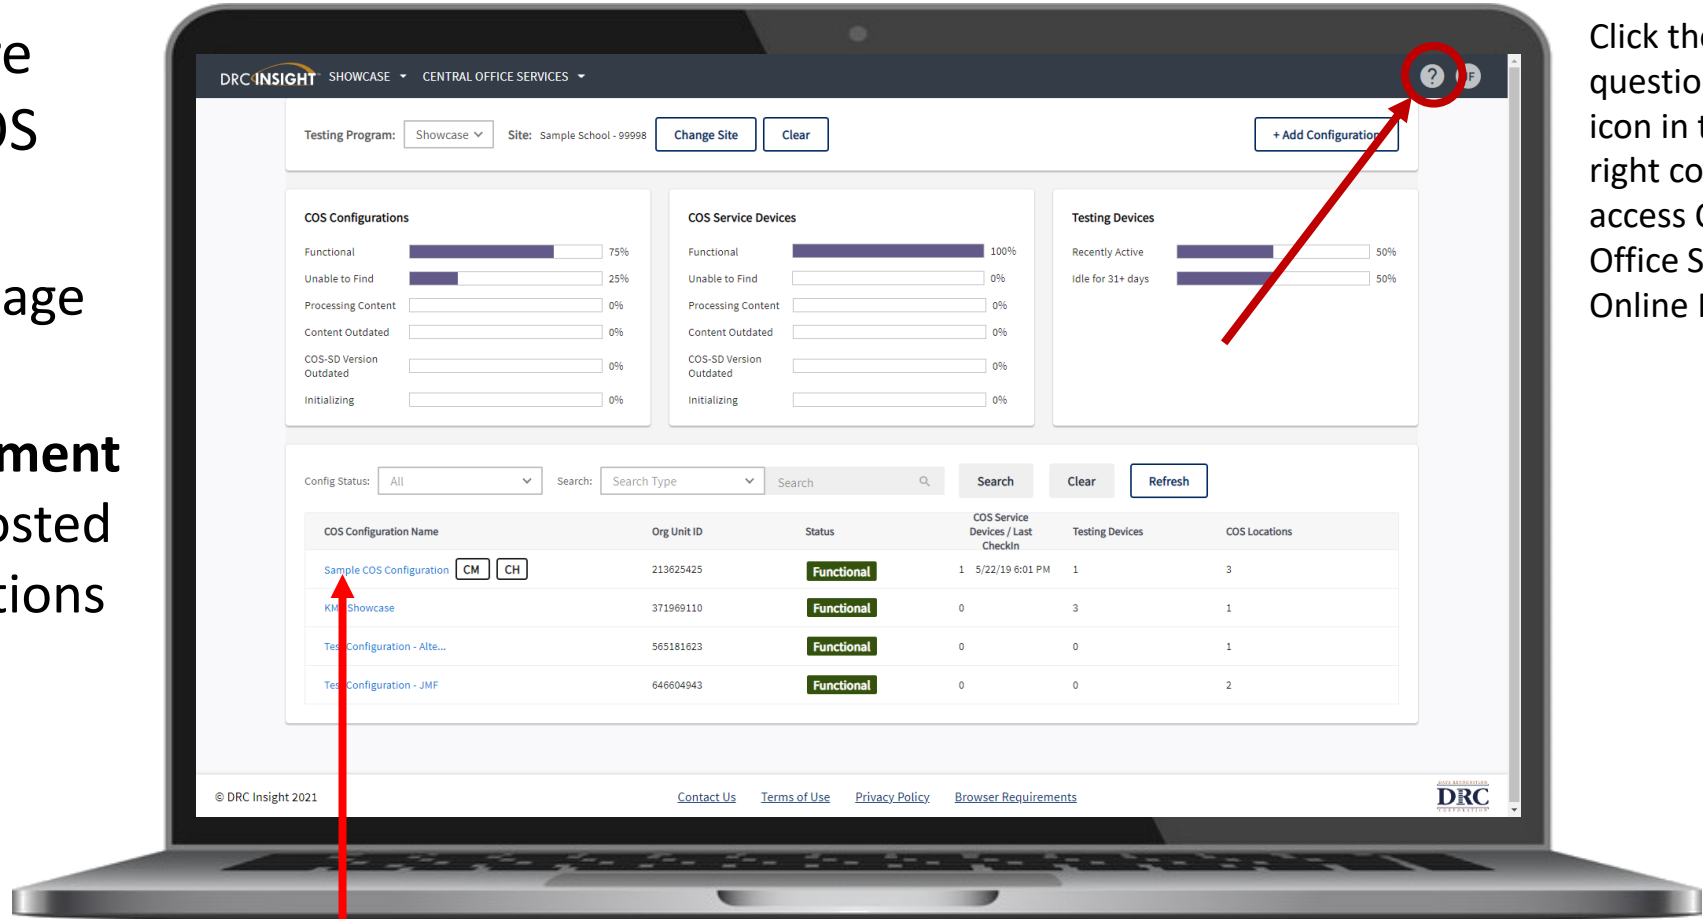 re
OS
age
ment
osted
tions
DRC INSIGHT SHOWCASE CENTRAL OFFICE SERVICES ?
Testing Program: Showcase Site: Sample School - 99998 Change Site Clear + Add Configuration
COS Configurations
Functional 75%
Unable to Find 25%
Processing Content 0%
Content Outdated 0%
COS-SD Version
Outdated 0%
Initializing 0%
COS Service Devices
Functional 100%
Unable to Find 0%
Processing Content 0%
Content Outdated 0%
COS-SD Version
Outdated 0%
Initializing 0%
Testing Devices
Recently Active 50%
Idle for 31+ days 50%
Config Status: All Search: Search Type Search Search Clear Refresh
COS Configuration Name Org Unit ID Status COS Service Devices / Last CheckIn Testing Devices COS Locations
Sample COS Configuration CM CH 213625425 Functional 1 5/22/19 6:01 PM 1 3
Showcase 371969110 Functional 0 3 1
Configuration - Alte... 565181623 Functional 0 0 1
Configuration - JMF 646604943 Functional 0 0 2
© DRC Insight 2021 Contact Us Terms of Use Privacy Policy Browser Requirements DATA RECOGNITION DRC CORPORATION
Click the
questio
icon in t
right co
access
Office S
Online